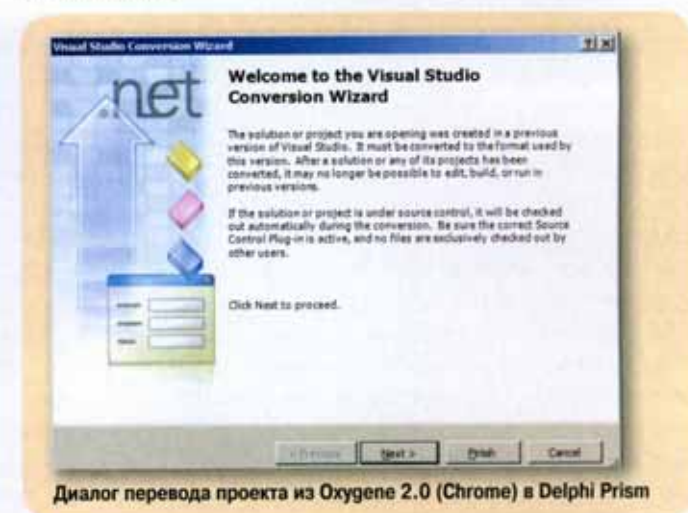 Visual Studio Conversion Wizard
.net
Welcome to the Visual Studio
Conversion Wizard
The solution or project you are opening was created in a previous
version of Visual Studio. It must be converted to the format used by
this version. After a solution or any of its projects has been
converted, it may no longer be possible to edit, build, or run in
previous versions.
If the solution or project is under source control, it will be checked
out automatically during the conversion. Be sure the correct Source
Control Plug-in is active, and no files are exclusively checked out by
other users.
Click Next to proceed.
< Previous
Next >
Finish
Cancel
Диалог перевода проекта из Oxygene 2.0 (Chrome) в Delphi Prism